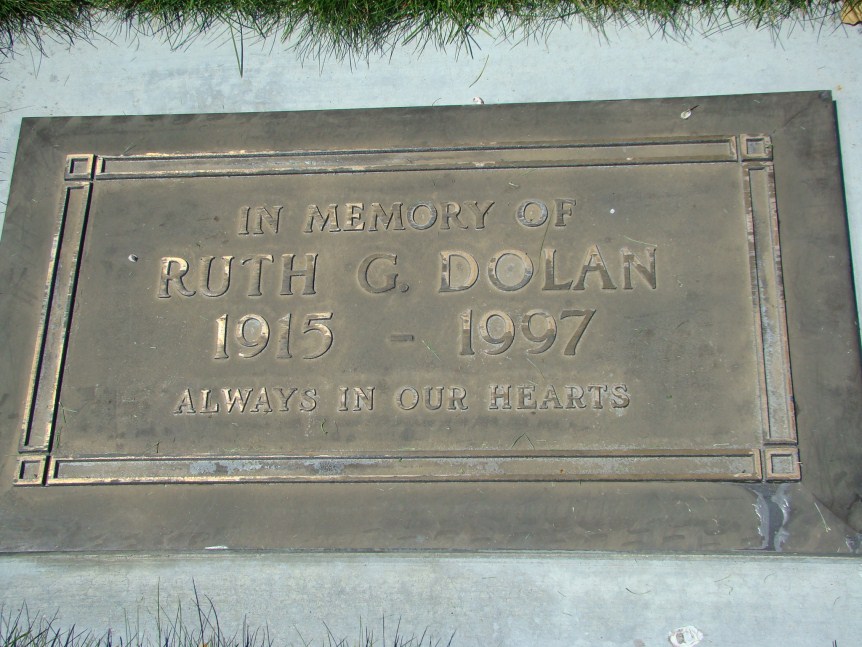 IN MEMORY OF
RUTH G. DOLAN
1915 - 1997
ALWAYS IN OUR HEARTS